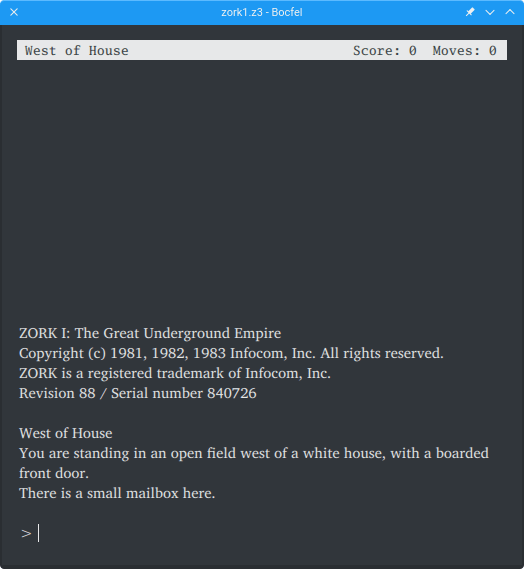 zork1.z3 - Bocfel
West of House Score: 0 Moves: 0
ZORK I: The Great Underground Empire
Copyright (c) 1981, 1982, 1983 Infocom, Inc. All rights reserved.
ZORK is a registered trademark of Infocom, Inc.
Revision 88 / Serial number 840726
West of House
You are standing in an open field west of a white house, with a boarded
front door.
There is a small mailbox here.
>